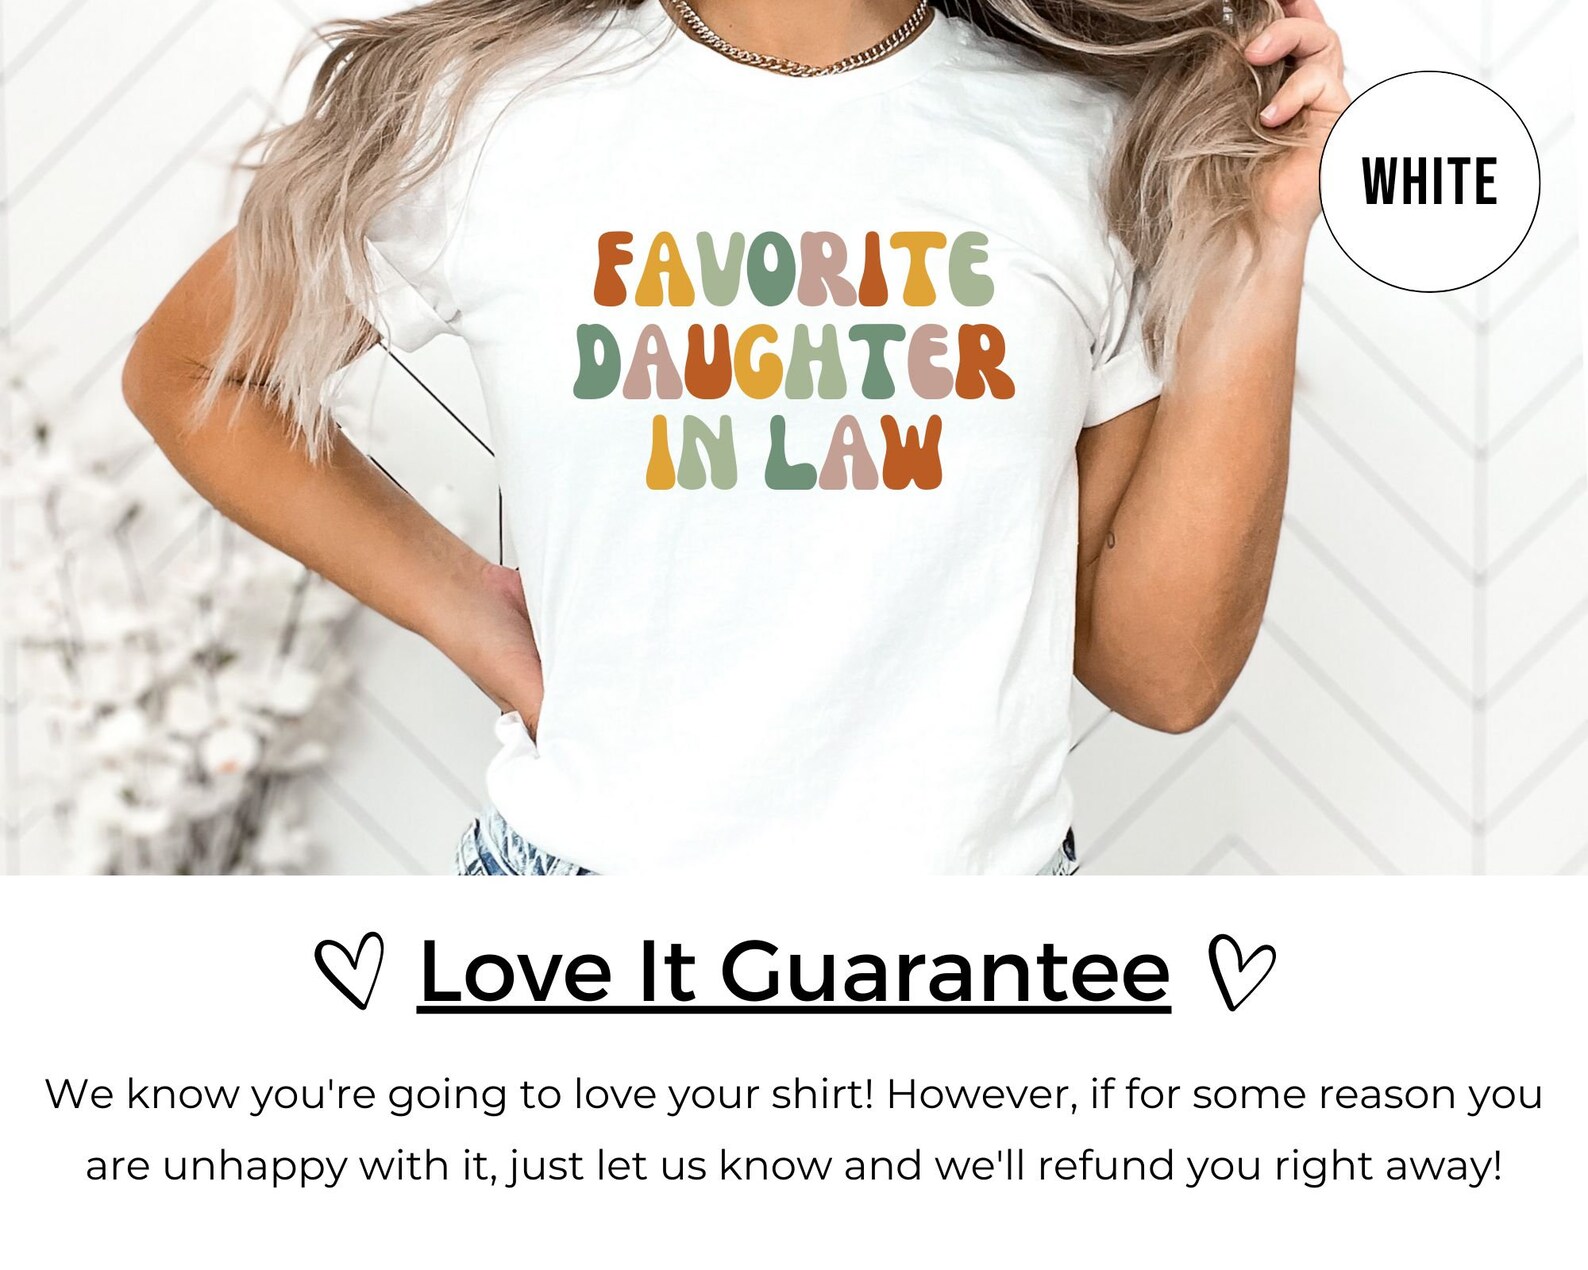 WHITE
FAVORITE
DAUGHTER
IN LAW
Love It Guarantee
We know you're going to love your shirt! However, if for some reason you
are unhappy with it, just let us know and we'll refund you right away!